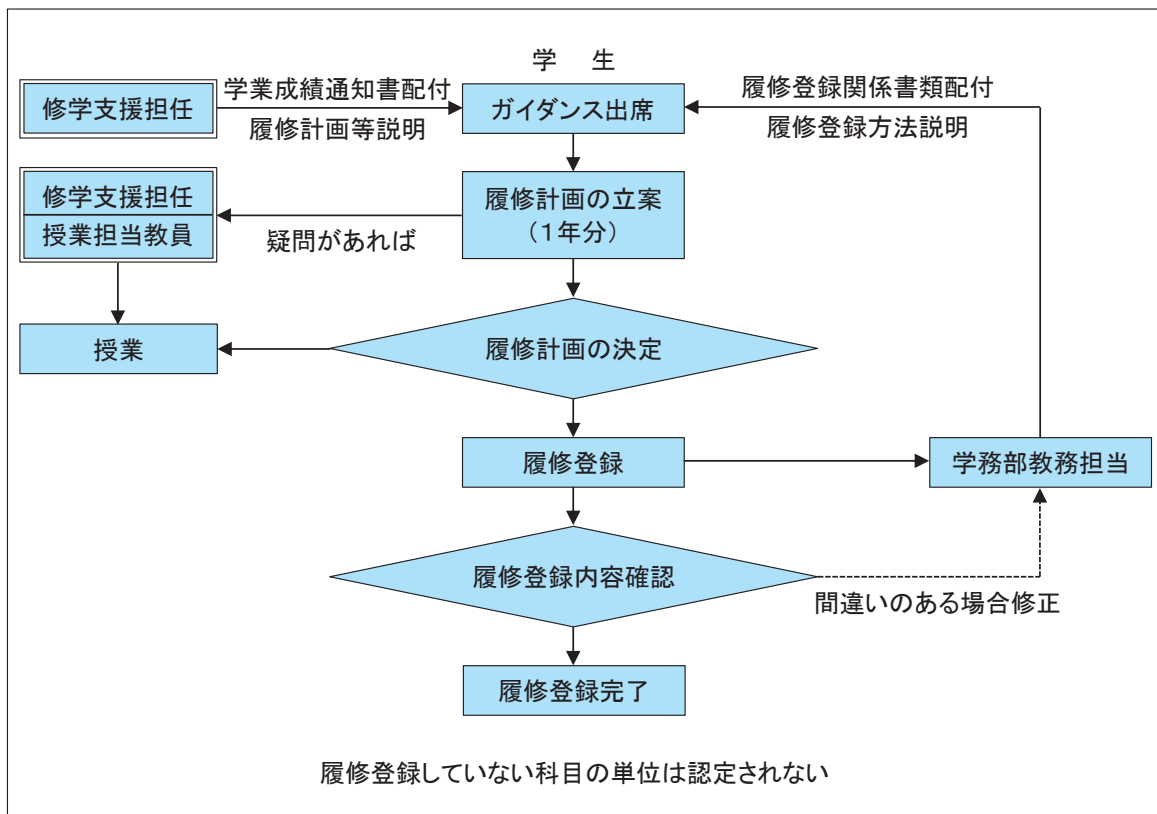 学 生
修学支援担任
学業成績通知書配付
履修計画等説明
ガイダンス出席
履修登録関係書類配付
履修登録方法説明
修学支援担任
授業担当教員
疑問があれば
履修計画の立案
（１年分）
授業
履修計画の決定
履修登録
学務部教務担当
履修登録内容確認
間違いのある場合修正
履修登録完了
履修登録していない科目の単位は認定されない